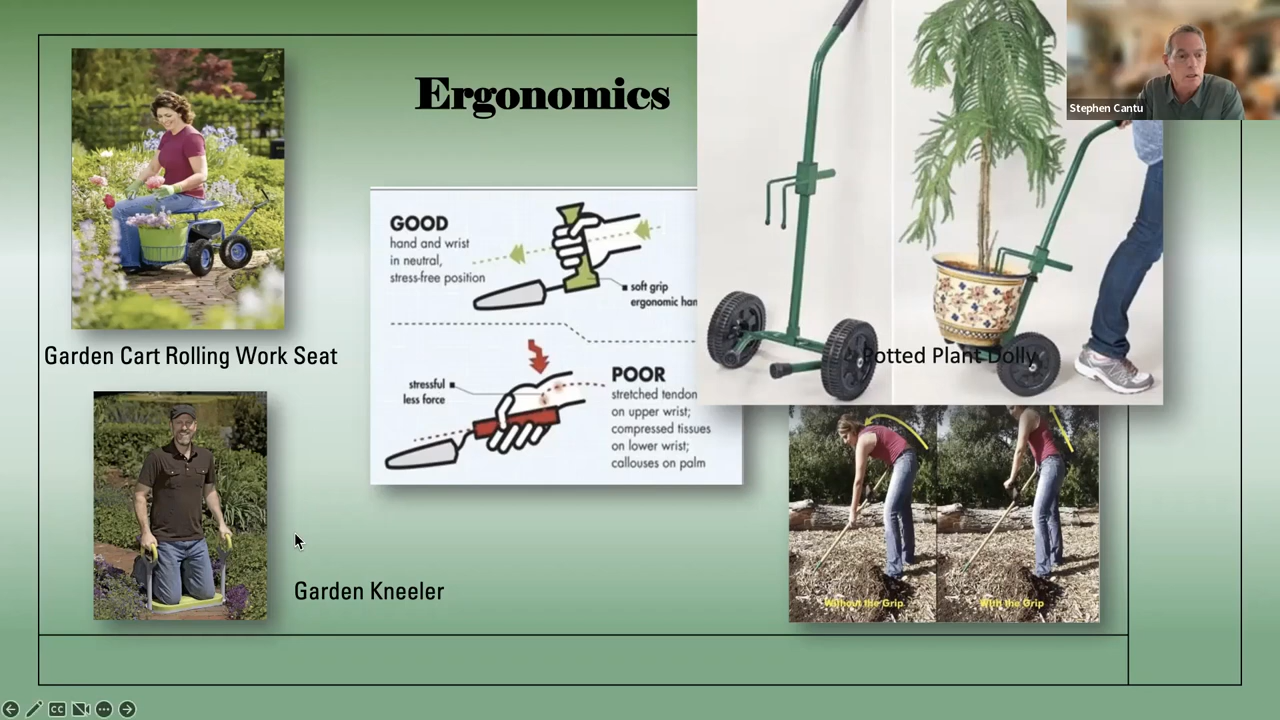 Ergonomics
Stephen Cantu
GOOD
hand and wrist
in neutral,
stress-free position
soft grip
ergonomic han
stressful
less force
POOR
stretched tendon
on upper wrist;
compressed tissues
on lower wrist;
callouses on palm
Potted Plant Dolly
Garden Cart Rolling Work Seat
Garden Kneeler
Without the Grip
With the Grip
CC